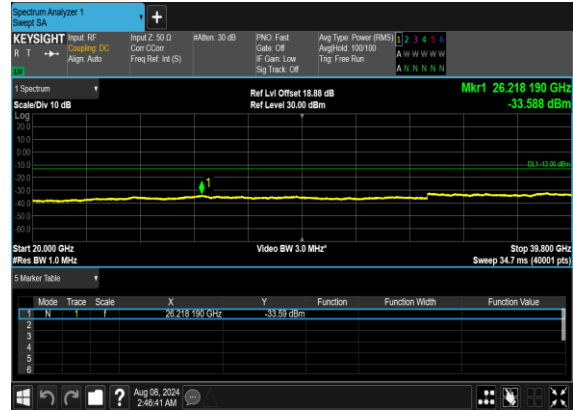 Spectrum Analyzer 1
Swept SA
+
KEYSIGHT Input: RF Input Z: 50 Ω #Atten: 30 dB PNO: Fast Avg Type: Power (RMS) 1 2 3 4 5 6
R T Coupling: DC Corr CCorr Gate: Off Avg|Hold: 100/100 A W W W W W
Align: Auto Freq Ref: Int (S) IF Gain: Low Trig: Free Run
LM Sig Track: Off A N N N N N
1 Spectrum Ref Lvl Offset 18.88 dB Mkr1 26.218 190 GHz
Scale/Div 10 dB Ref Level 30.00 dBm -33.588 dBm
Log
20.0
10.0
0.00
-10.0
DL1 -13.00 dBm
-20.0
1
-30.0
-40.0
-50.0
-60.0
Start 20.000 GHz Video BW 3.0 MHz* Stop 39.800 GHz
#Res BW 1.0 MHz Sweep 34.7 ms (40001 pts)
5 Marker Table
Mode Trace Scale X Y Function Function Width Function Value
1 N 1 f 26.218 190 GHz -33.59 dBm
2
3
4
5
6
? Aug 08, 2024
2:46:41 AM